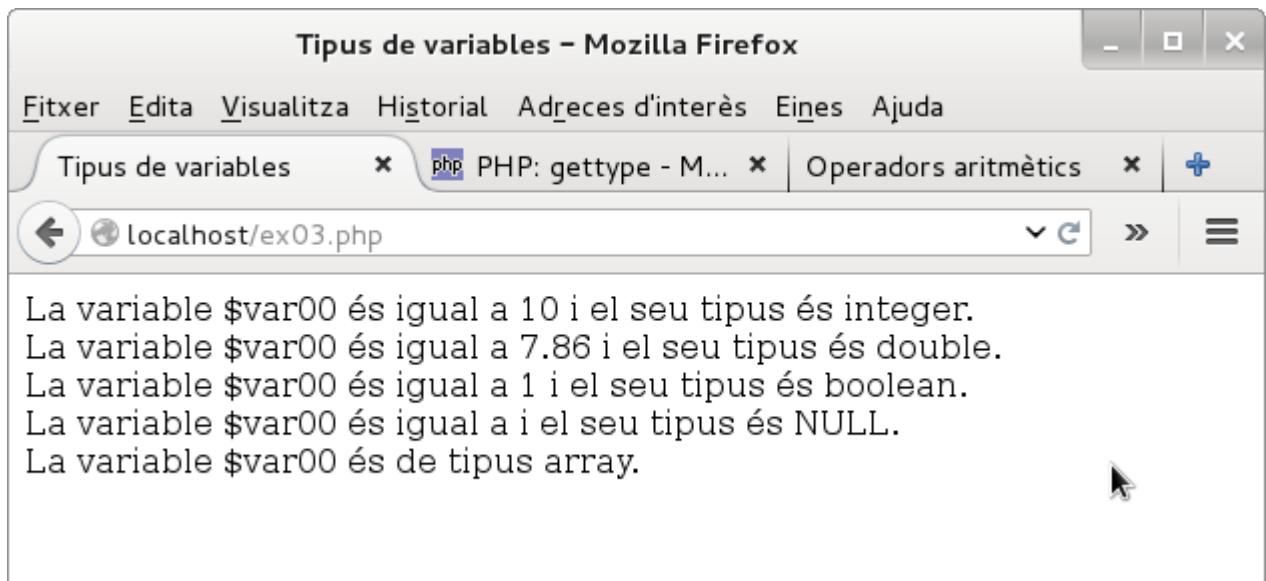 Tipus de variables – Mozilla Firefox
Fitxer Edita Visualitza Historial Adreces d'interès Eines Ajuda
Tipus de variables php PHP: gettype - M... Operadors aritmètics
localhost/ex03.php
La variable $var00 és igual a 10 i el seu tipus és integer.
La variable $var00 és igual a 7.86 i el seu tipus és double.
La variable $var00 és igual a 1 i el seu tipus és boolean.
La variable $var00 és igual a i el seu tipus és NULL.
La variable $var00 és de tipus array.